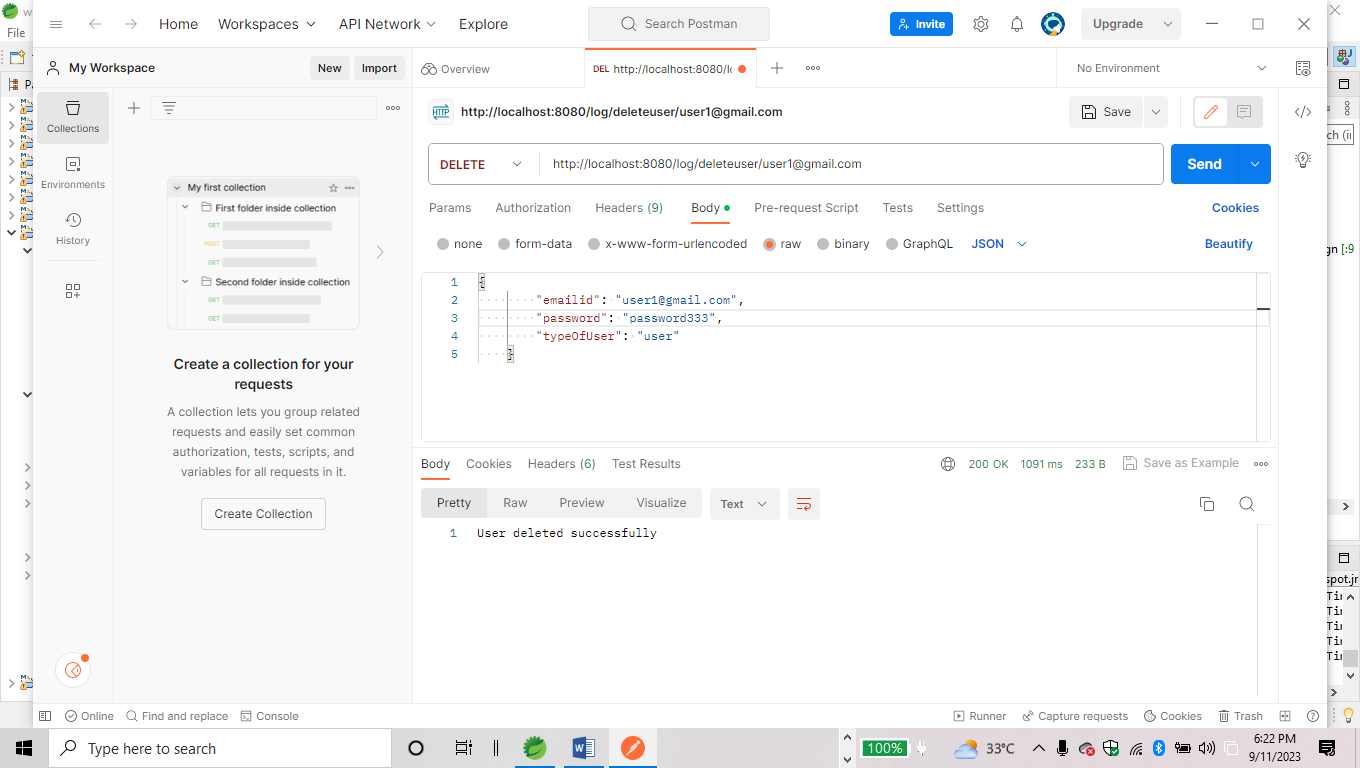 File
Home
Workspaces
API Network
Explore
Search Postman
Invite
Upgrade
My Workspace
New
Import
Overview
DEL http://localhost:8080/lo
No Environment
Collections
Environments
History
My first collection
First folder inside collection
GET
POST
GET
Second folder inside collection
GET
GET
Create a collection for your
requests
A collection lets you group related
requests and easily set common
authorization, tests, scripts, and
variables for all requests in it.
Create Collection
HTTP
http://localhost:8080/log/deleteuser/user1@gmail.com
Save
DELETE
http://localhost:8080/log/deleteuser/user1@gmail.com
Send
Params
Authorization
Headers (9)
Body
Pre-request Script
Tests
Settings
Cookies
none
form-data
x-www-form-urlencoded
raw
binary
GraphQL
JSON
Beautify
1 {
2 "emailid": "user1@gmail.com",
3 "password": "password333",
4 "typeOfUser": "user"
5 }
Body
Cookies
Headers (6)
Test Results
200 OK
1091 ms
233 B
Save as Example
Pretty
Raw
Preview
Visualize
Text
1 User deleted successfully
Online
Find and replace
Console
Runner
Capture requests
Cookies
Trash
Type here to search
100%
33°C
6:22 PM
9/11/2023